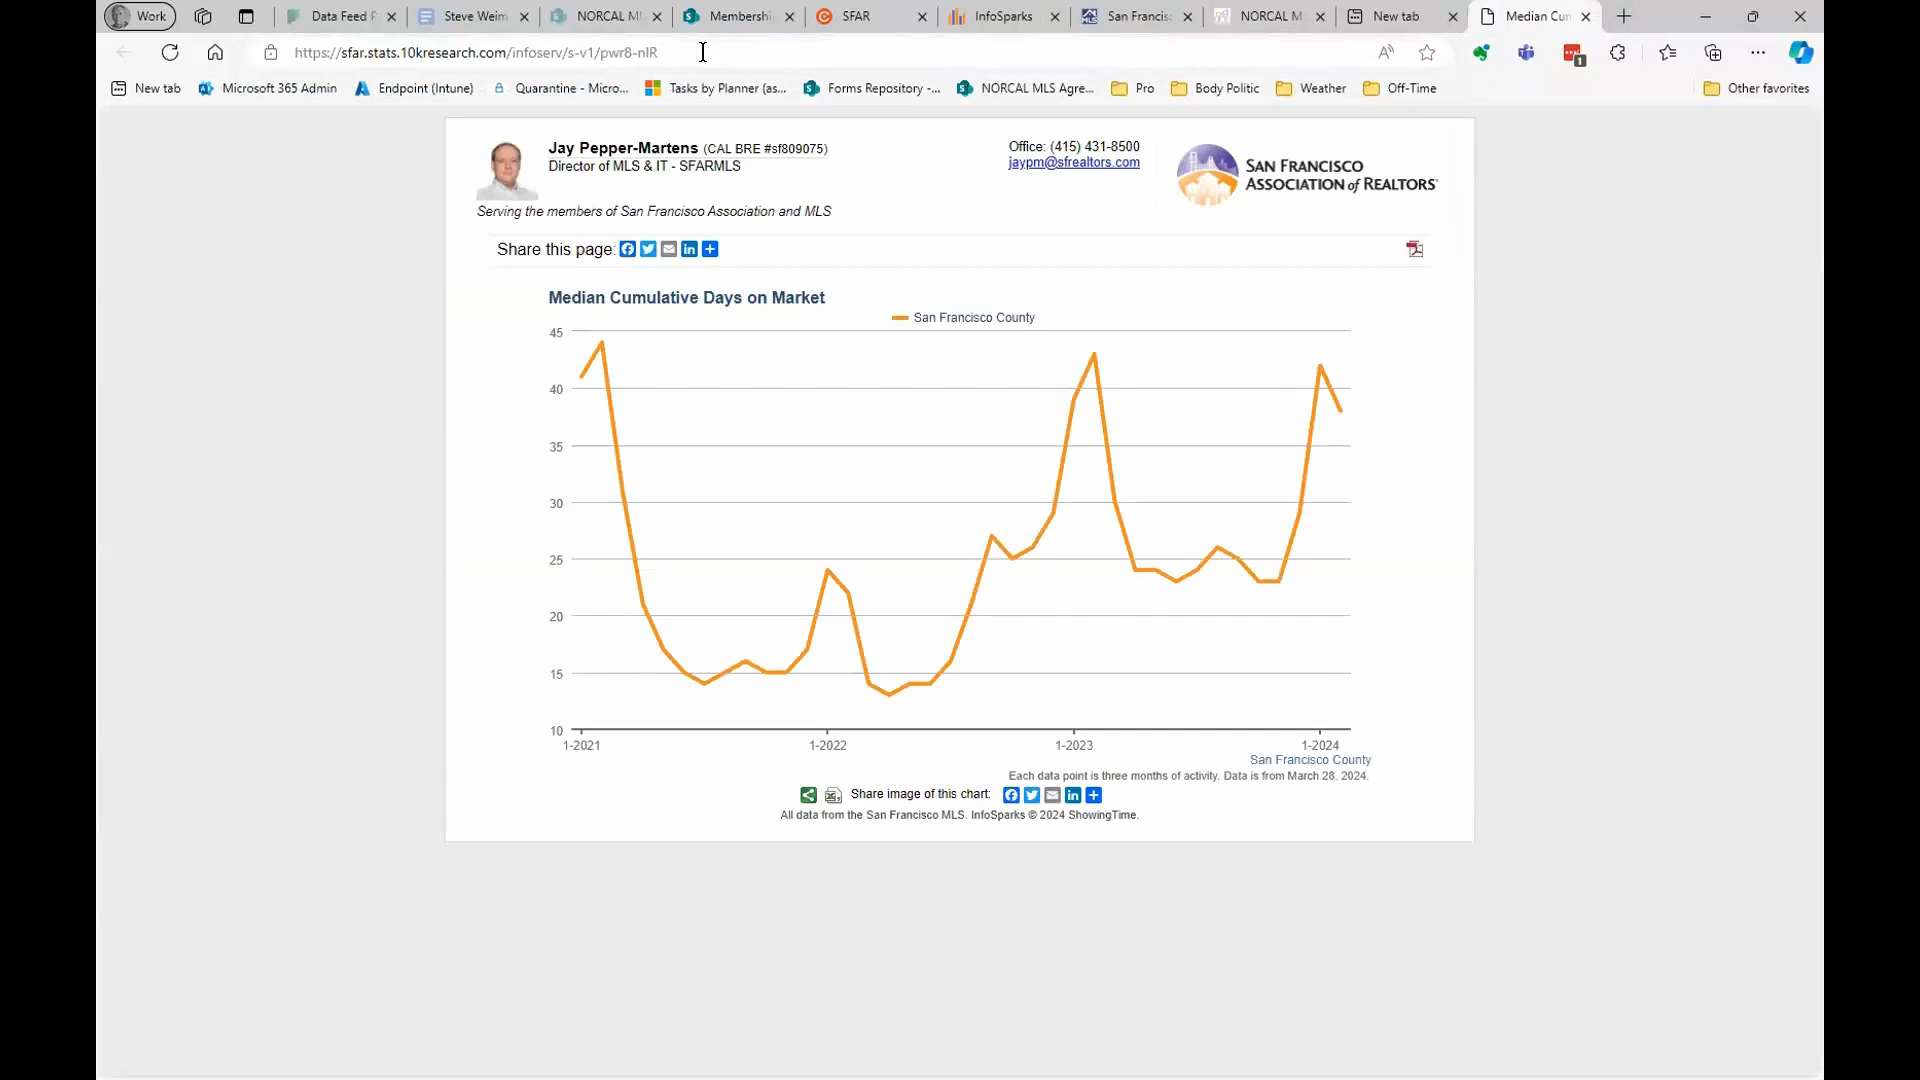 Work
Data Feed F
Steve Weim
NORCAL M
Membershi
SFAR
InfoSparks
San Francis
NORCAL M
New tab
Median Cur
https://sfar.stats.10kresearch.com/infoserv/s-v1/pwr8-nIR
New tab
Microsoft 365 Admin
Endpoint (Intune)
Quarantine - Micro...
Tasks by Planner (as...
Forms Repository -...
NORCAL MLS Agre...
Pro
Body Politic
Weather
Off-Time
Other favorites
Jay Pepper-Martens (CAL BRE #sf809075)
Director of MLS & IT - SFARMLS
Office: (415) 431-8500
jaypm@sfrealtors.com
SAN FRANCISCO
ASSOCIATION of REALTORS®
Serving the members of San Francisco Association and MLS
Share this page:
Median Cumulative Days on Market
San Francisco County
45
40
35
30
25
20
15
10
1-2021
1-2022
1-2023
1-2024
San Francisco County
Each data point is three months of activity. Data is from March 28, 2024.
Share image of this chart:
All data from the San Francisco MLS. InfoSparks © 2024 ShowingTime.